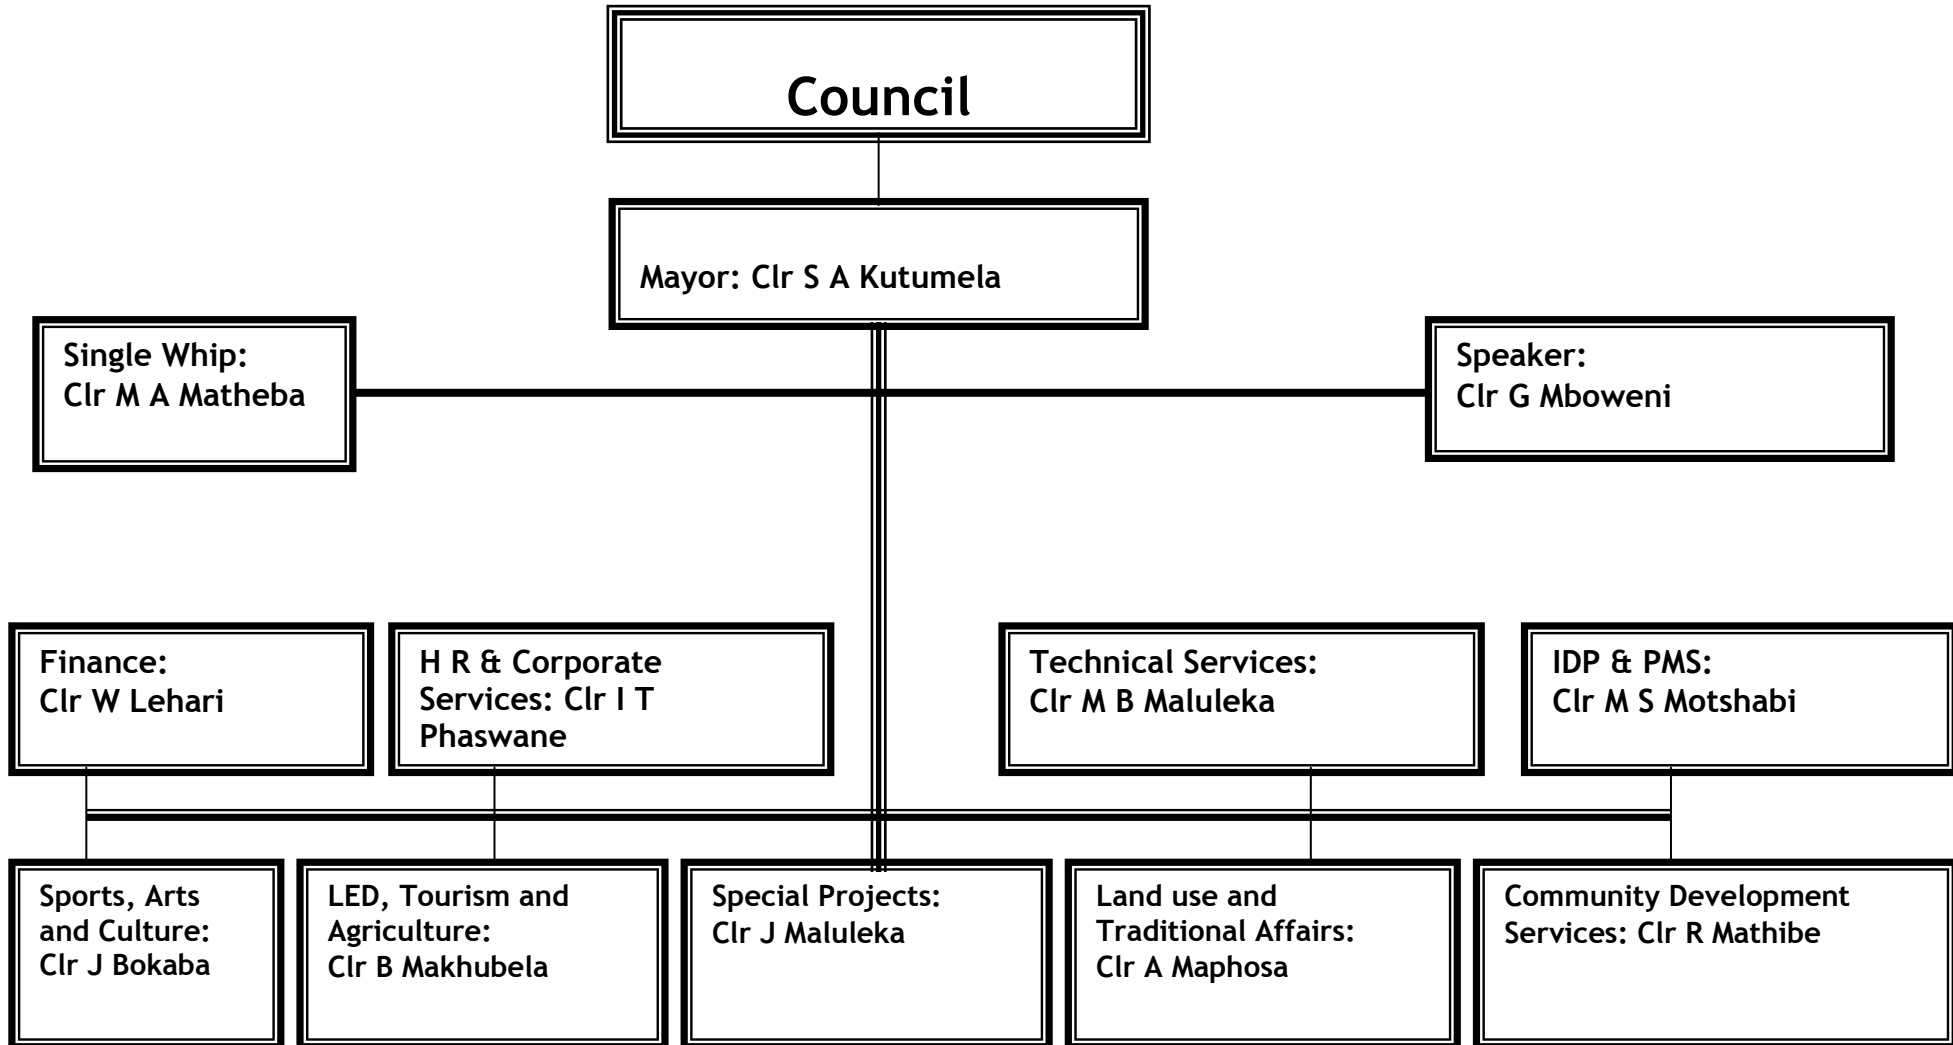 Council
Mayor: Clr S A Kutumela
Single Whip:
Clr M A Matheba
Speaker:
Clr G Mboweni
Finance:
Clr W Lehari
H R & Corporate
Services: Clr I T
Phaswane
Technical Services:
Clr M B Maluleka
IDP & PMS:
Clr M S Motshabi
Sports, Arts
and Culture:
Clr J Bokaba
LED, Tourism and
Agriculture:
Clr B Makhubela
Special Projects:
Clr J Maluleka
Land use and
Traditional Affairs:
Clr A Maphosa
Community Development
Services: Clr R Mathibe